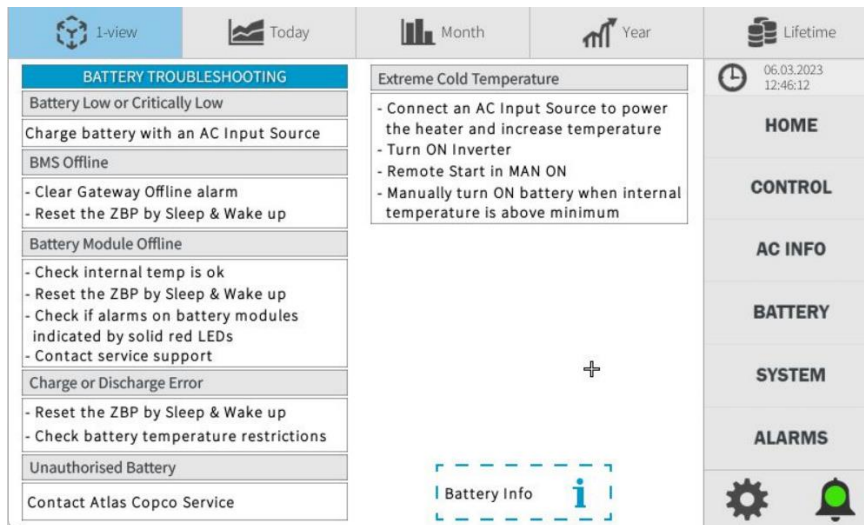 1-view
Today
Month
Year
Lifetime
BATTERY TROUBLESHOOTING
Battery Low or Critically Low
Charge battery with an AC Input Source
BMS Offline
- Clear Gateway Offline alarm
- Reset the ZBP by Sleep & Wake up
Battery Module Offline
- Check internal temp is ok
- Reset the ZBP by Sleep & Wake up
- Check if alarms on battery modules
indicated by solid red LEDs
- Contact service support
Charge or Discharge Error
- Reset the ZBP by Sleep & Wake up
- Check battery temperature restrictions
Unauthorised Battery
Contact Atlas Copco Service
Extreme Cold Temperature
- Connect an AC Input Source to power
the heater and increase temperature
- Turn ON Inverter
- Remote Start in MAN ON
- Manually turn ON battery when internal
temperature is above minimum
Battery Info
i
06.03.2023
12:46:12
HOME
CONTROL
AC INFO
BATTERY
SYSTEM
ALARMS